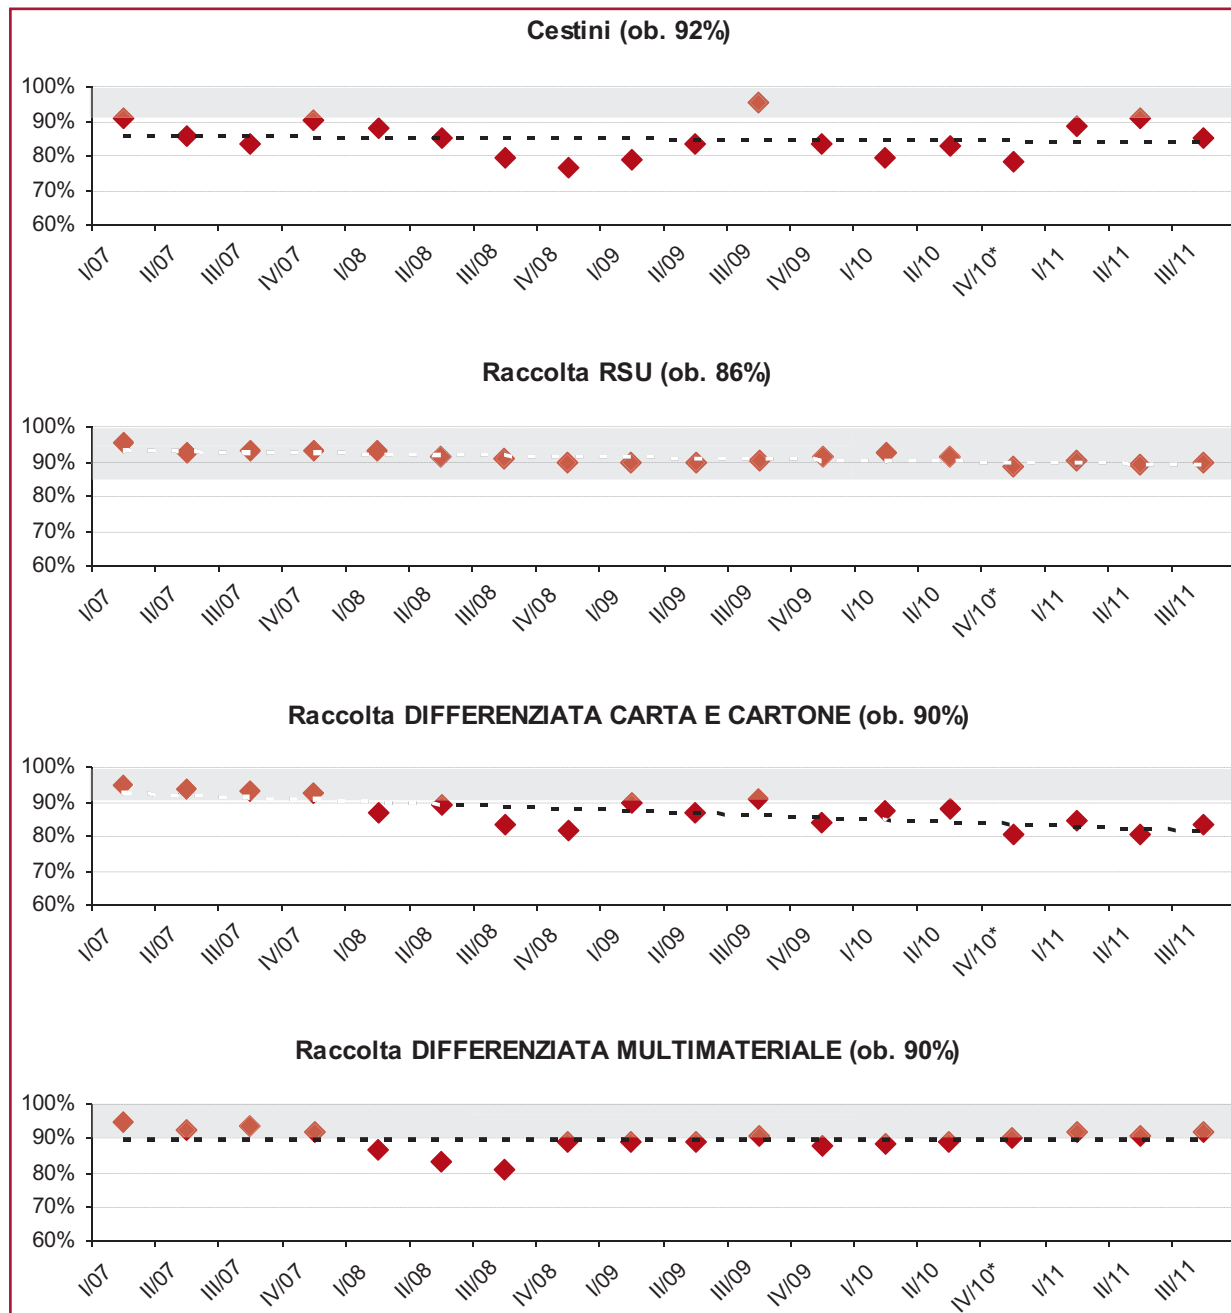 Cestini (ob. 92%)
100%
90%
80%
70%
60%
I/07 II/07 III/07 IV/07 I/08 II/08 III/08 IV/08 I/09 II/09 III/09 IV/09 I/10 II/10 IV/10* I/11 II/11 III/11
Raccolta RSU (ob. 86%)
100%
90%
80%
70%
60%
I/07 II/07 III/07 IV/07 I/08 II/08 III/08 IV/08 I/09 II/09 III/09 IV/09 I/10 II/10 IV/10* I/11 II/11 III/11
Raccolta DIFFERENZIATA CARTA E CARTONE (ob. 90%)
100%
90%
80%
70%
60%
I/07 II/07 III/07 IV/07 I/08 II/08 III/08 IV/08 I/09 II/09 III/09 IV/09 I/10 II/10 IV/10* I/11 II/11 III/11
Raccolta DIFFERENZIATA MULTIMATERIALE (ob. 90%)
100%
90%
80%
70%
60%
I/07 II/07 III/07 IV/07 I/08 II/08 III/08 IV/08 I/09 II/09 III/09 IV/09 I/10 II/10 IV/10* I/11 II/11 III/11